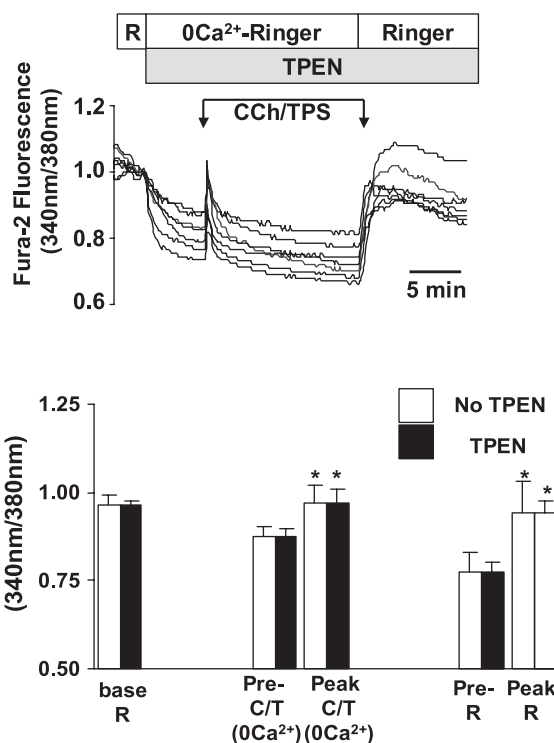 R 0Ca²⁺-Ringer Ringer
TPEN
CCh/TPS
Fura-2 Fluorescence
(340nm/380nm)
1.2
1.0
0.8
0.6
5 min
No TPEN
TPEN
(340nm/380nm)
1.25
1.00
0.75
0.50
* * * *
base
R
Pre-
C/T
(0Ca²⁺)
Peak
C/T
(0Ca²⁺)
Pre-
R
Peak
R